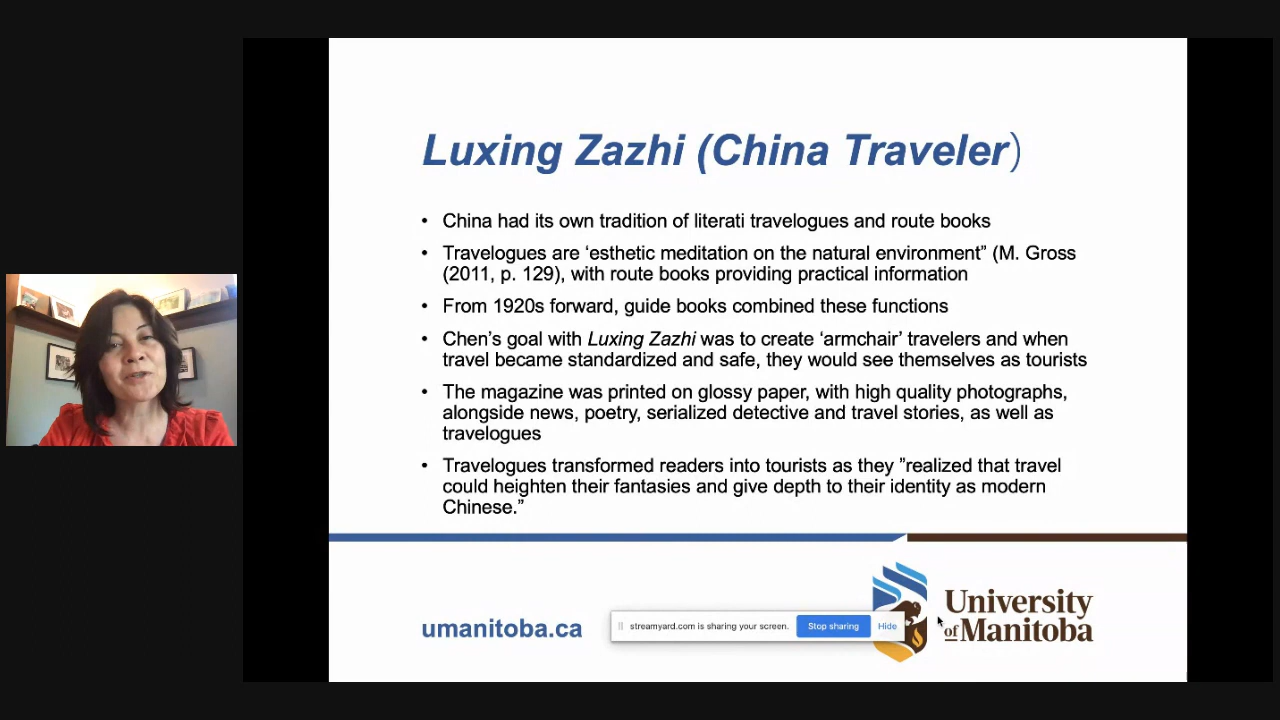 Luxing Zazhi (China Traveler)
• China had its own tradition of literati travelogues and route books
• Travelogues are ‘esthetic meditation on the natural environment” (M. Gross
(2011, p. 129), with route books providing practical information
• From 1920s forward, guide books combined these functions
• Chen’s goal with Luxing Zazhi was to create ‘armchair’ travelers and when
travel became standardized and safe, they would see themselves as tourists
• The magazine was printed on glossy paper, with high quality photographs,
alongside news, poetry, serialized detective and travel stories, as well as
travelogues
• Travelogues transformed readers into tourists as they ”realized that travel
could heighten their fantasies and give depth to their identity as modern
Chinese.”
umanitoba.ca
streamyard.com is sharing your screen.
Stop sharing
Hide
University
of Manitoba